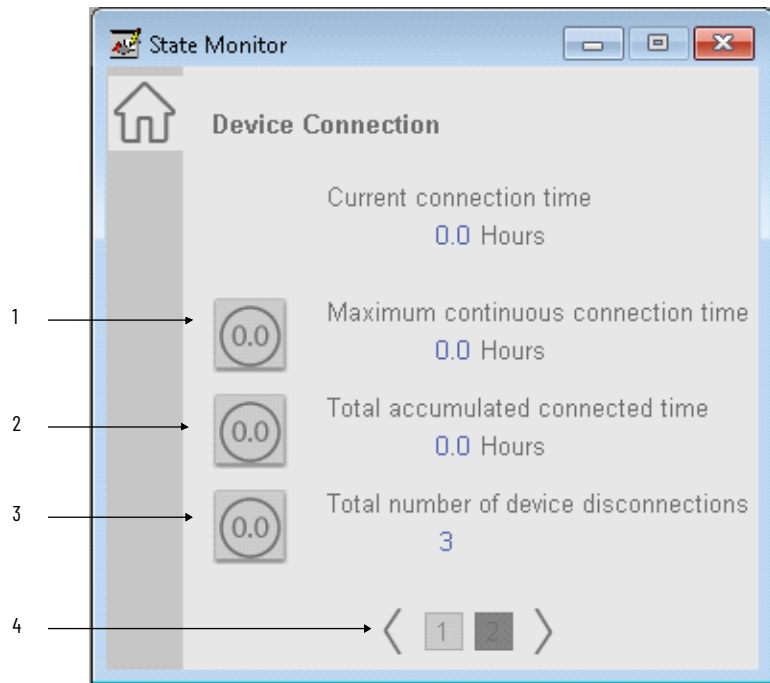 State Monitor
Device Connection
Current connection time
0.0 Hours
1
0.0
Maximum continuous connection time
0.0 Hours
2
0.0
Total accumulated connected time
0.0 Hours
3
0.0
Total number of device disconnections
3
4
1 2